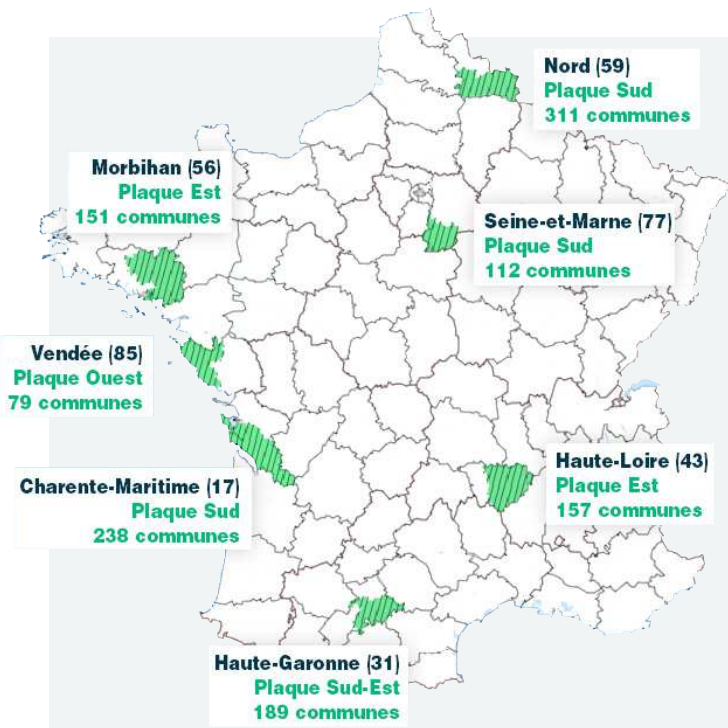 Nord (59)
Plaque Sud
311 communes
Morbihan (56)
Plaque Est
151 communes
Seine-et-Marne (77)
Plaque Sud
112 communes
Vendée (85)
Plaque Ouest
79 communes
Haute-Loire (43)
Plaque Est
157 communes
Charente-Maritime (17)
Plaque Sud
238 communes
Haute-Garonne (31)
Plaque Sud-Est
189 communes